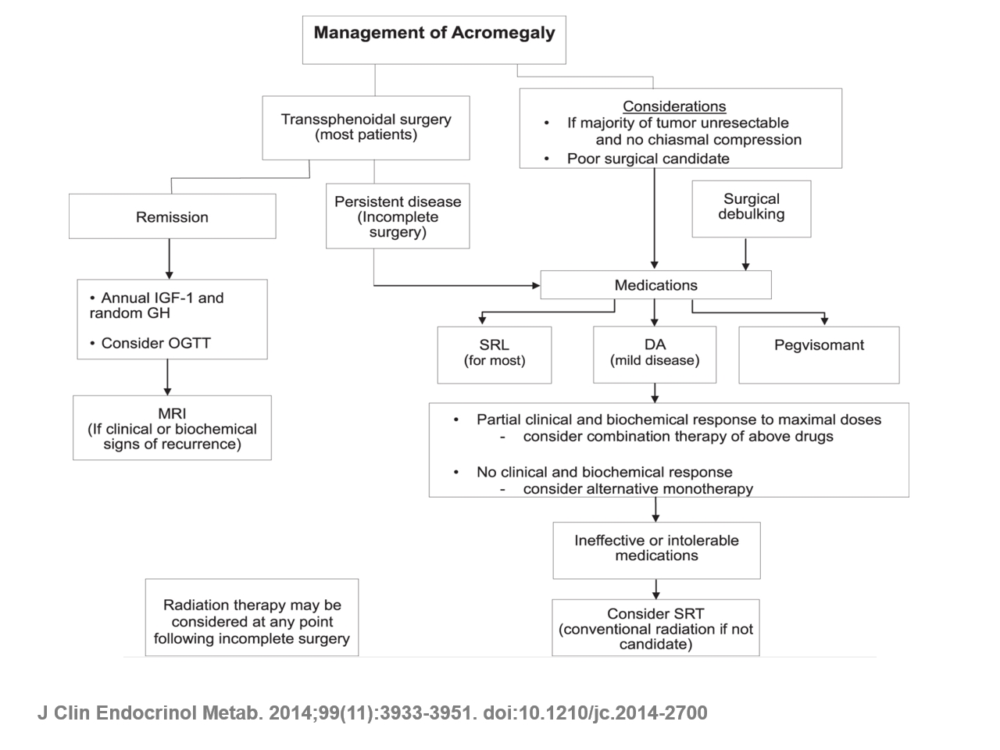 Management of Acromegaly
Transsphenoidal surgery
(most patients)
Considerations
• If majority of tumor unresectable
and no chiasmal compression
• Poor surgical candidate
Remission
Persistent disease
(Incomplete
surgery)
Surgical
debulking
• Annual IGF-1 and
random GH
• Consider OGTT
Medications
MRI
(If clinical or biochemical
signs of recurrence)
SRL
(for most)
DA
(mild disease)
Pegvisomant
• Partial clinical and biochemical response to maximal doses
- consider combination therapy of above drugs
• No clinical and biochemical response
- consider alternative monotherapy
Ineffective or intolerable
medications
Radiation therapy may be
considered at any point
following incomplete surgery
Consider SRT
(conventional radiation if not
candidate)
J Clin Endocrinol Metab. 2014;99(11):3933-3951. doi:10.1210/jc.2014-2700